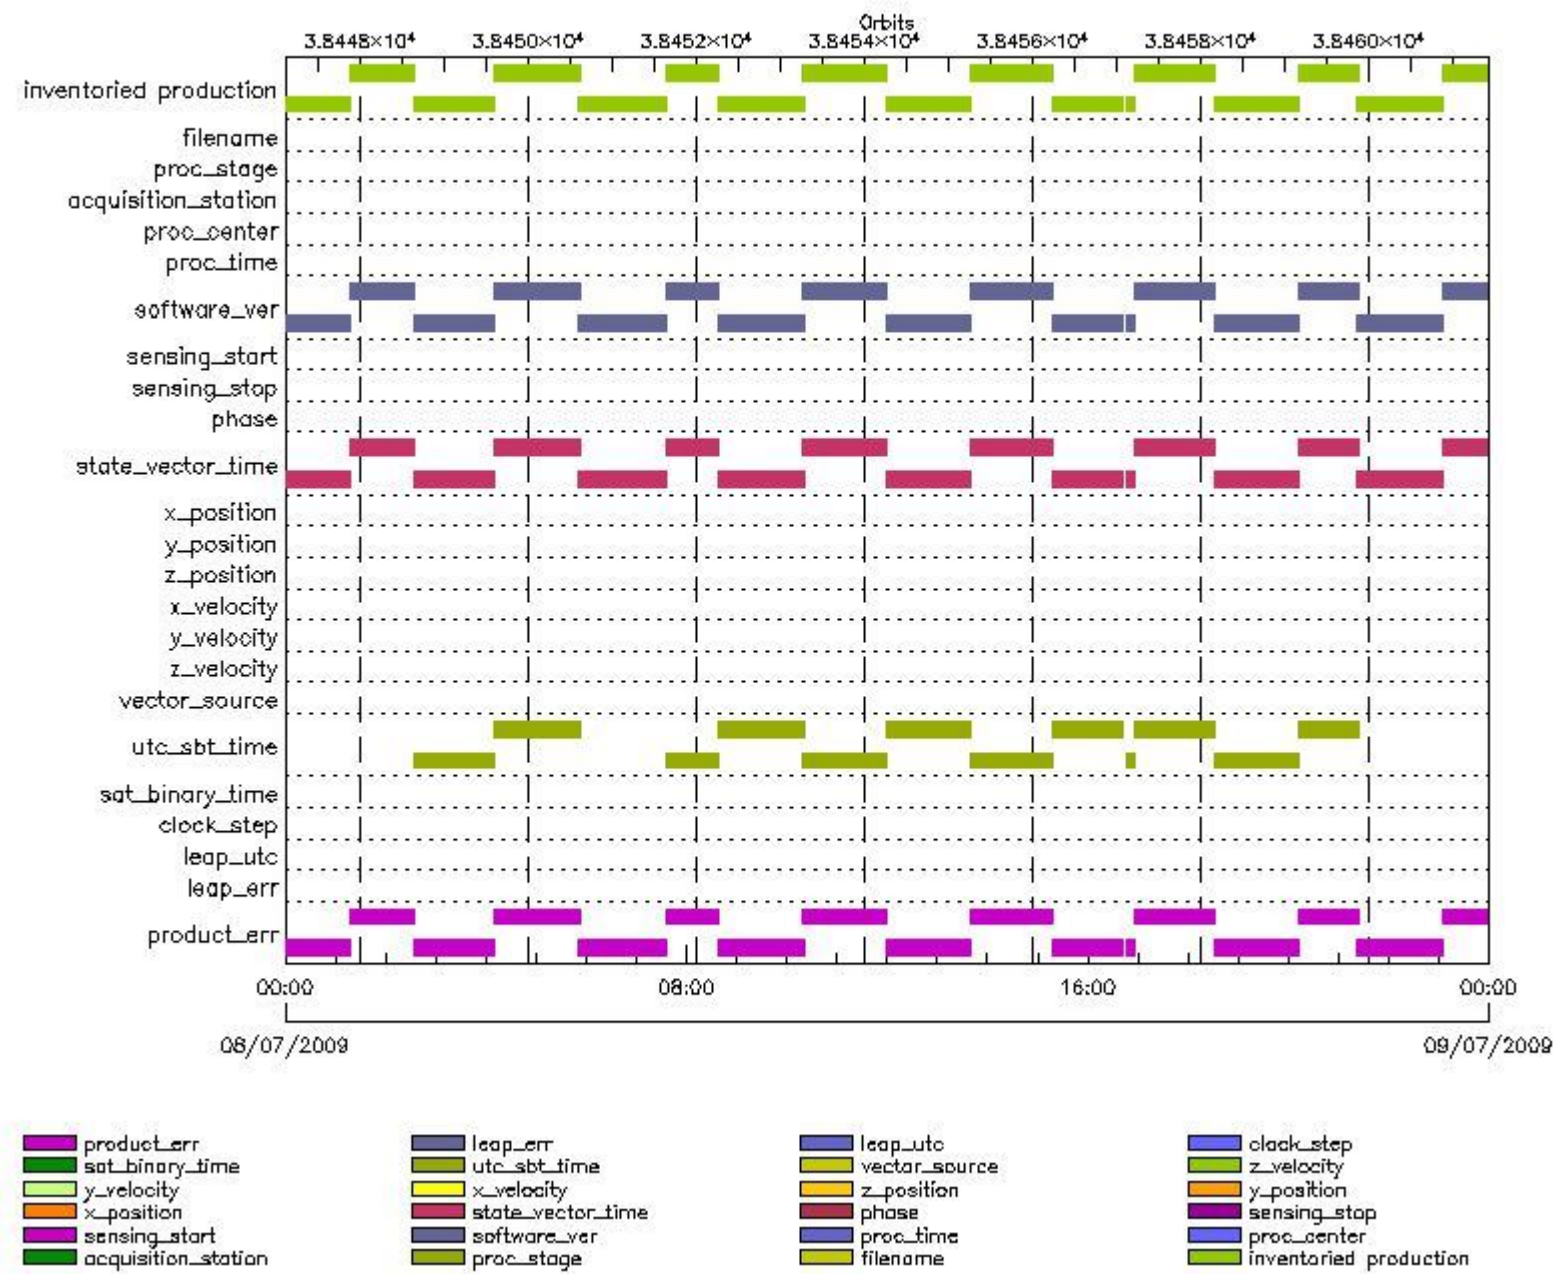 Orbits
3.8448×10⁴ 3.8450×10⁴ 3.8452×10⁴ 3.8454×10⁴ 3.8456×10⁴ 3.8458×10⁴ 3.8460×10⁴
inventoried production
filename
proc_stage
acquisition_station
proc_center
proc_time
software_ver
sensing_start
sensing_stop
phase
state_vector_time
x_position
y_position
z_position
x_velocity
y_velocity
z_velocity
vector_source
utc_sbt_time
sat_binary_time
clock_step
leap_utc
leap_err
product_err
00:00 08:00 16:00 00:00
08/07/2009 09/07/2009
product_err leap_err leap_utc clock_step
sat_binary_time utc_sbt_time vector_source z_velocity
y_velocity x_velocity z_position y_position
x_position state_vector_time phase sensing_stop
sensing_start software_ver proc_time proc_center
acquisition_station proc_stage filename inventoried production